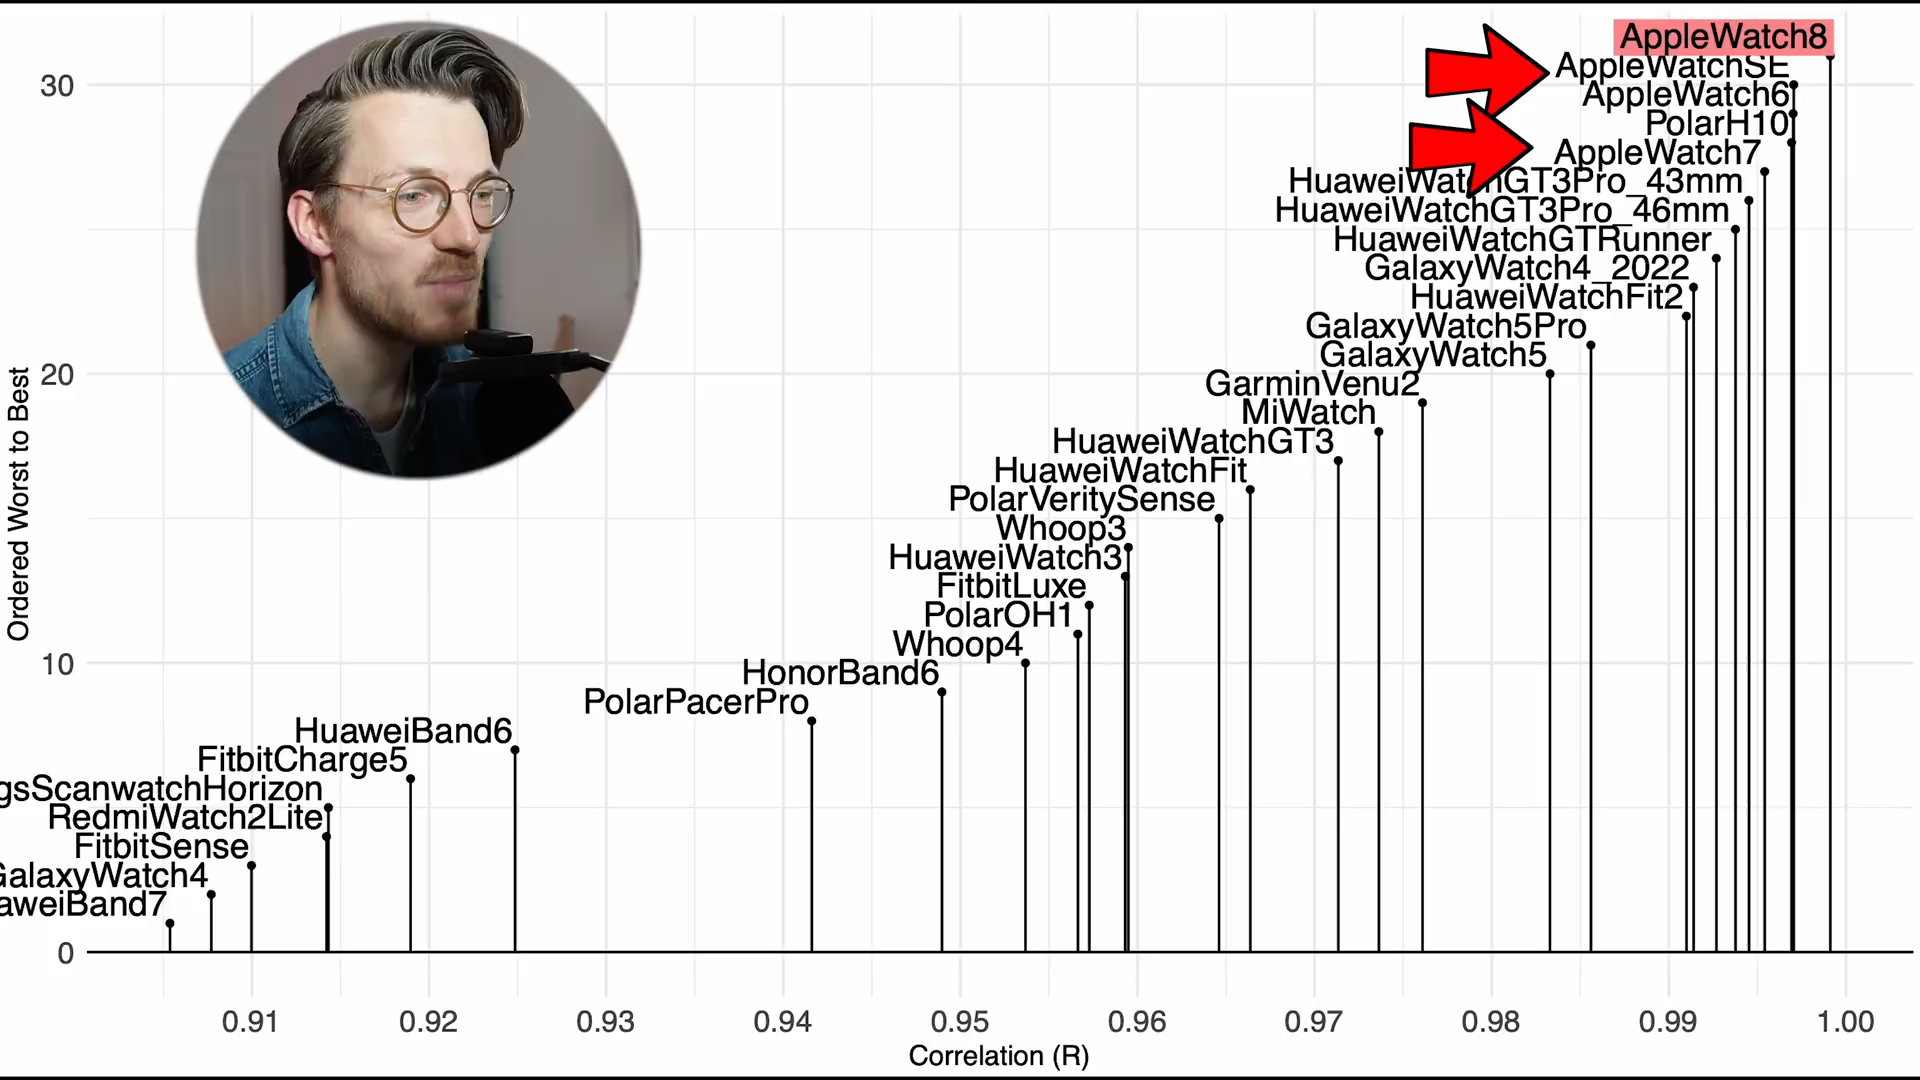 AppleWatch8
AppleWatchSE
AppleWatch6
PolarH10
AppleWatch7
HuaweiWatchGT3Pro_43mm
HuaweiWatchGT3Pro_46mm
HuaweiWatchGTRunner
GalaxyWatch4_2022
HuaweiWatchFit2
GalaxyWatch5Pro
GalaxyWatch5
GarminVenu2
MiWatch
HuaweiWatchGT3
HuaweiWatchFit
PolarVeritySense
Whoop3
HuaweiWatch3
FitbitLuxe
PolarOH1
Whoop4
HonorBand6
PolarPacerPro
HuaweiBand6
FitbitCharge5
gsScanwatchHorizon
RedmiWatch2Lite
FitbitSense
GalaxyWatch4
aweiBand7
30
20
10
0
Ordered Worst to Best
0.91 0.92 0.93 0.94 0.95 0.96 0.97 0.98 0.99 1.00
Correlation (R)